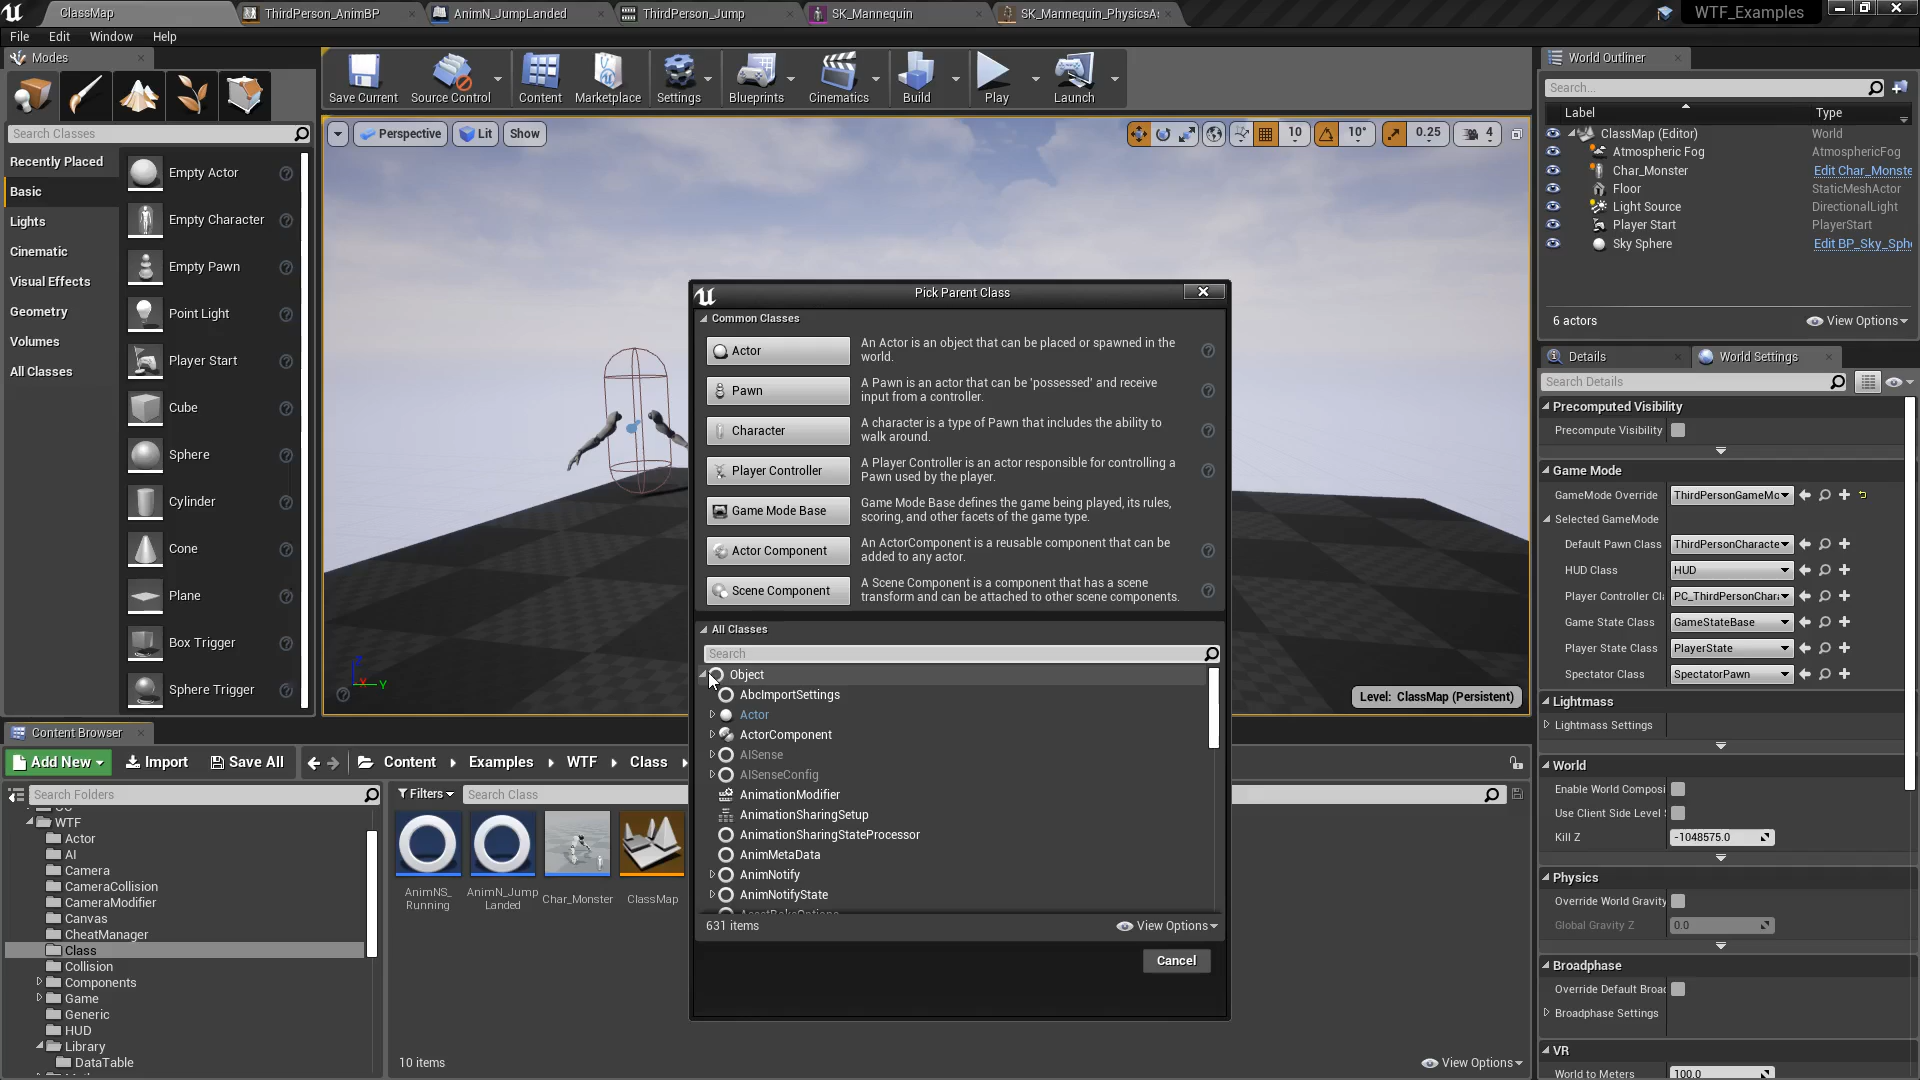 ClassMap
ThirdPerson_AnimBP
AnimN_JumpLanded
ThirdPerson_Jump
SK_Mannequin
SK_Mannequin_PhysicsAs
WTF_Examples
File
Edit
Window
Help
Modes
Save Current
Source Control
Content
Marketplace
Settings
Blueprints
Cinematics
Build
Play
Launch
Search Classes
Recently Placed
Basic
Lights
Cinematic
Visual Effects
Geometry
Volumes
All Classes
Empty Actor
Empty Character
Empty Pawn
Point Light
Player Start
Cube
Sphere
Cylinder
Cone
Plane
Box Trigger
Sphere Trigger
Perspective
Lit
Show
10
10°
0.25
4
Z
X
Y
Level: ClassMap (Persistent)
Pick Parent Class
Common Classes
Actor
An Actor is an object that can be placed or spawned in the
world.
Pawn
A Pawn is an actor that can be 'possessed' and receive
input from a controller.
Character
A character is a type of Pawn that includes the ability to
walk around.
Player Controller
A Player Controller is an actor responsible for controlling a
Pawn used by the player.
Game Mode Base
Game Mode Base defines the game being played, its rules,
scoring, and other facets of the game type.
Actor Component
An ActorComponent is a reusable component that can be
added to any actor.
Scene Component
A Scene Component is a component that has a scene
transform and can be attached to other scene components.
All Classes
Search
Object
AbcImportSettings
Actor
ActorComponent
AISense
AISenseConfig
AnimationModifier
AnimationSharingSetup
AnimationSharingStateProcessor
AnimMetaData
AnimNotify
AnimNotifyState
AssetBakeOptions
631 items
View Options
Cancel
World Outliner
Search...
Label
Type
ClassMap (Editor)
World
Atmospheric Fog
AtmosphericFog
Char_Monster
Edit Char_Monste
Floor
StaticMeshActor
Light Source
DirectionalLight
Player Start
PlayerStart
Sky Sphere
Edit BP_Sky_Sph
6 actors
View Options
Details
World Settings
Search Details
Precomputed Visibility
Precompute Visibility
Game Mode
GameMode Override
ThirdPersonGameMo
Selected GameMode
Default Pawn Class
ThirdPersonCharacte
HUD Class
HUD
Player Controller Cl
PC_ThirdPersonChar
Game State Class
GameStateBase
Player State Class
PlayerState
Spectator Class
SpectatorPawn
Lightmass
Lightmass Settings
World
Enable World Composi
Use Client Side Level
Kill Z
-1048575.0
Physics
Override World Gravity
Global Gravity Z
0.0
Broadphase
Override Default Broad
Broadphase Settings
VR
World to Meters
100.0
Content Browser
Add New
Import
Save All
Content
Examples
WTF
Class
Search Folders
Filters
Search Class
WTF
Actor
AI
Camera
CameraCollision
CameraModifier
Canvas
CheatManager
Class
Collision
Components
Game
Generic
HUD
Library
DataTable
AnimNS_
Running
AnimN_Jump
Landed
Char_Monster
ClassMap
10 items
View Options